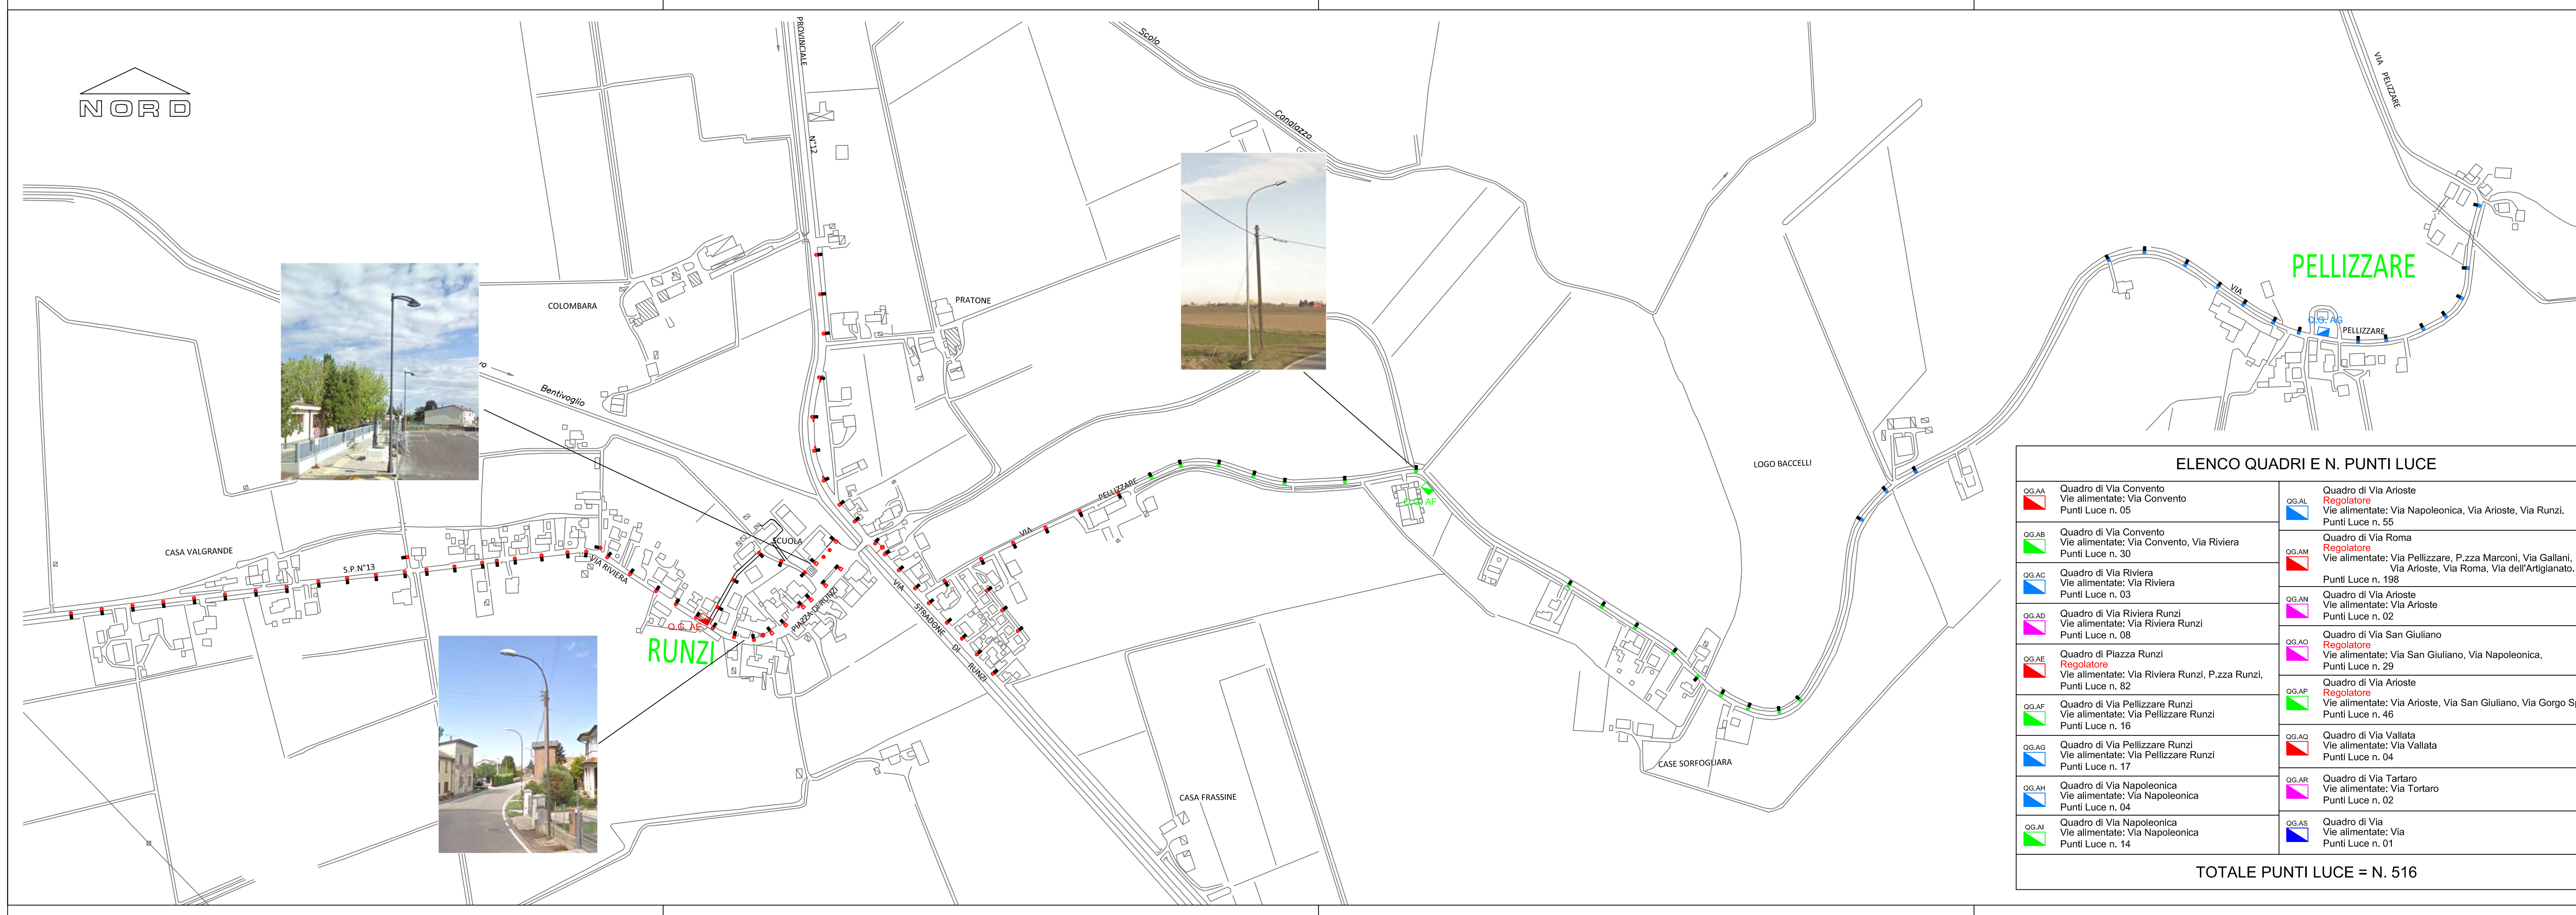 NORD
PROVINCIALE
N°12
Scolo
Canalazzo
VIA PELIZZARE
PELLIZZARE
VIA
Q.G. AG
PELLIZZARE
COLOMBARA
PRATONE
Bentivoglio
LOGO BACCELLI
CASA VALGRANDE
S.P.N°13
VIA RIVIERA
SCUOLA
VIA PELLIZZARE
Q.G. AF
Q.G. AE
RUNZI
PIAZZA DI RUNZI
VIA STRADONE DI RUNZI
CASE SORFOGLIARA
CASA FRASSINE
ELENCO QUADRI E N. PUNTI LUCE
QG.AA
Quadro di Via Convento
Vie alimentate: Via Convento
Punti Luce n. 05
QG.AB
Quadro di Via Convento
Vie alimentate: Via Convento, Via Riviera
Punti Luce n. 30
QG.AC
Quadro di Via Riviera
Vie alimentate: Via Riviera
Punti Luce n. 03
QG.AD
Quadro di Via Riviera Runzi
Vie alimentate: Via Riviera Runzi
Punti Luce n. 08
QG.AE
Quadro di Piazza Runzi
Regolatore
Vie alimentate: Via Riviera Runzi, P.zza Runzi,
Punti Luce n. 82
QG.AF
Quadro di Via Pellizzare Runzi
Vie alimentate: Via Pellizzare Runzi
Punti Luce n. 16
QG.AG
Quadro di Via Pellizzare Runzi
Vie alimentate: Via Pellizzare Runzi
Punti Luce n. 17
QG.AH
Quadro di Via Napoleonica
Vie alimentate: Via Napoleonica
Punti Luce n. 04
QG.AI
Quadro di Via Napoleonica
Vie alimentate: Via Napoleonica
Punti Luce n. 14
QG.AL
Quadro di Via Arioste
Regolatore
Vie alimentate: Via Napoleonica, Via Arioste, Via Runzi.
Punti Luce n. 55
QG.AM
Quadro di Via Roma
Regolatore
Vie alimentate: Via Pellizzare, P.zza Marconi, Via Gallani,
Via Arioste, Via Roma, Via dell'Artigianato.
Punti Luce n. 198
QG.AN
Quadro di Via Arioste
Vie alimentate: Via Arioste
Punti Luce n. 02
QG.AO
Quadro di Via San Giuliano
Regolatore
Vie alimentate: Via San Giuliano, Via Napoleonica,
Punti Luce n. 29
QG.AP
Quadro di Via Arioste
Regolatore
Vie alimentate: Via Arioste, Via San Giuliano, Via Gorgo
Punti Luce n. 46
QG.AQ
Quadro di Via Vallata
Vie alimentate: Via Vallata
Punti Luce n. 04
QG.AR
Quadro di Via Tartaro
Vie alimentate: Via Tortaro
Punti Luce n. 02
QG.AS
Quadro di Via
Vie alimentate: Via
Punti Luce n. 01
TOTALE PUNTI LUCE = N. 516